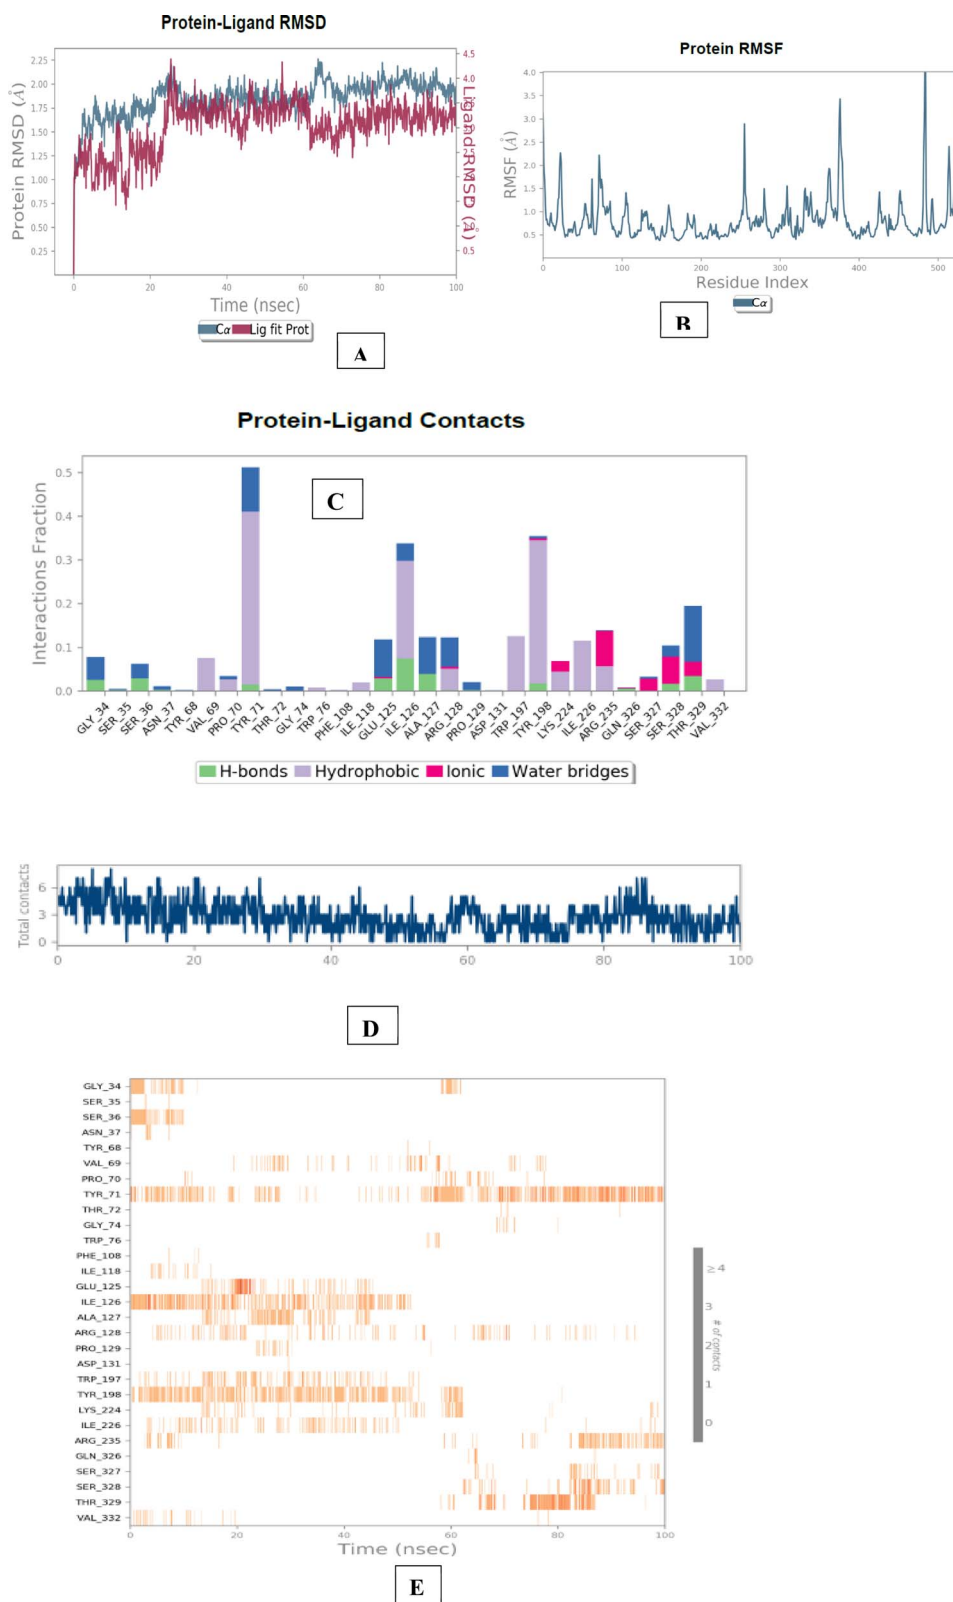 Protein-Ligand RMSD
Protein RMSD (Å)
2.25
2.00
1.75
1.50
1.25
1.00
0.75
0.50
0.25
4.5
4.0
0.5
Ligand RMSD (Å)
0 20 40 60 80 100
Time (nsec)
Cα Lig fit Prot
A
Protein RMSF
RMSF (Å)
4.0
3.5
3.0
2.5
2.0
1.5
1.0
0.5
0 100 200 300 400 500
Residue Index
Cα
B
Protein-Ligand Contacts
C
Interactions Fraction
0.5
0.4
0.3
0.2
0.1
0.0
GLY_34 SER_35 SER_36 ASN_37 TYR_68 VAL_69 PRO_70 TYR_71 THR_72 GLY_74 TRP_76 PHE_108 ILE_118 GLU_125 ILE_126 ALA_127 ARG_128 PRO_129 ASP_131 TRP_197 TYR_198 LYS_224 ILE_226 ARG_235 GLN_326 SER_327 SER_328 THR_329 VAL_332
H-bonds Hydrophobic Ionic Water bridges
Total contacts
6
3
0
0 20 40 60 80 100
D
GLY_34
SER_35
SER_36
ASN_37
TYR_68
VAL_69
PRO_70
TYR_71
THR_72
GLY_74
TRP_76
PHE_108
ILE_118
GLU_125
ILE_126
ALA_127
ARG_128
PRO_129
ASP_131
TRP_197
TYR_198
LYS_224
ILE_226
ARG_235
GLN_326
SER_327
SER_328
THR_329
VAL_332
0 20 40 60 80 100
Time (nsec)
≥4
3
2
1
0
# of contacts
E